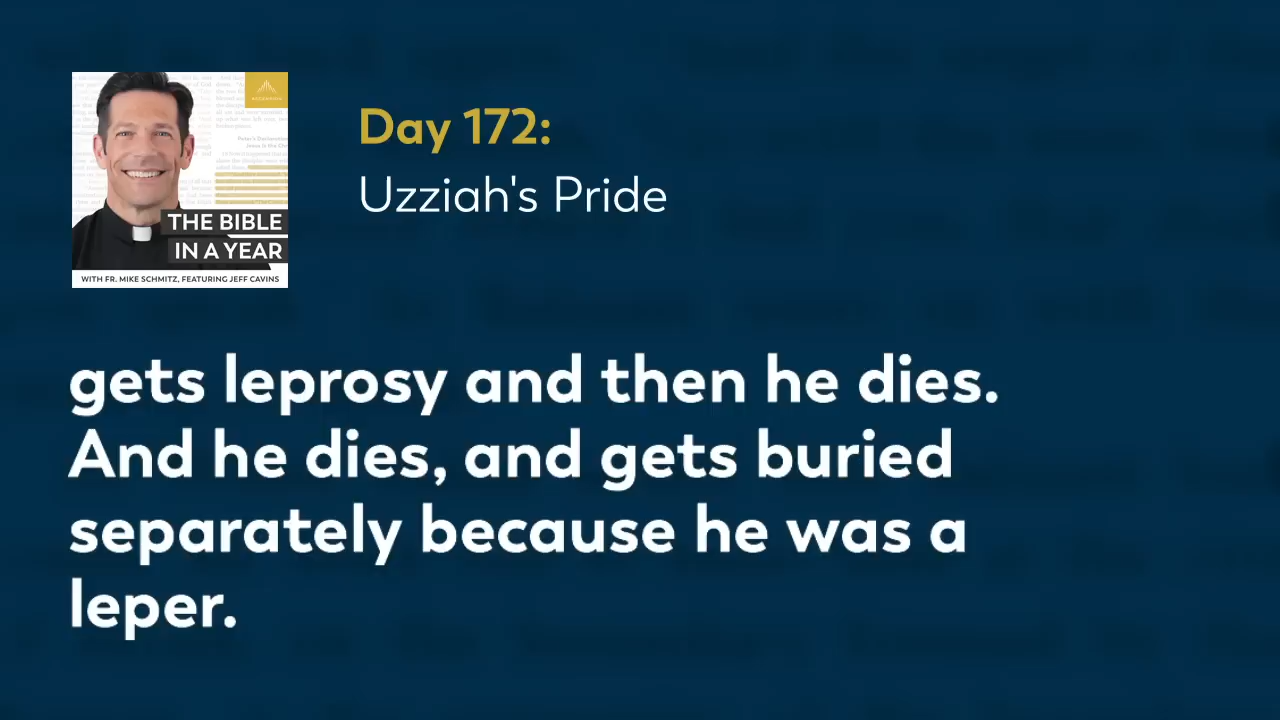 THE BIBLE
IN A YEAR
WITH FR. MIKE SCHMITZ, FEATURING JEFF CAVINS
Day 172:
Uzziah's Pride
gets leprosy and then he dies.
And he dies, and gets buried
separately because he was a
leper.